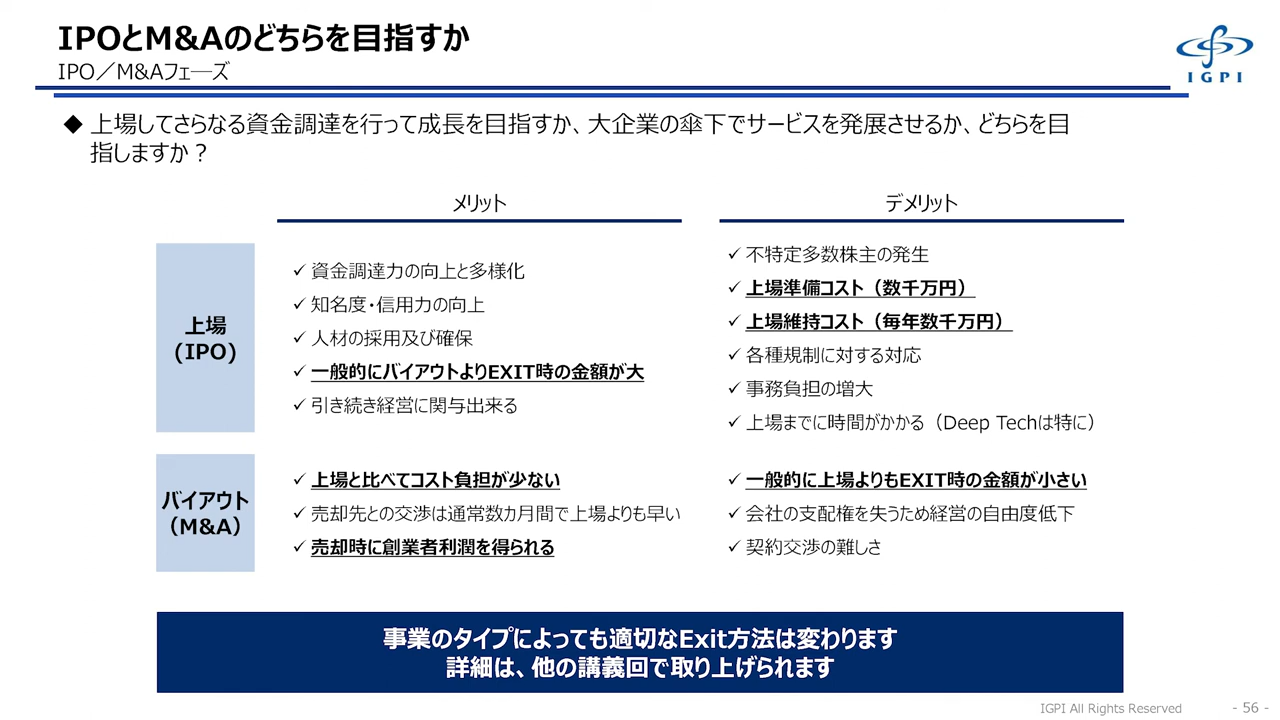 IPOとM&Aのどちらを目指すか
IPO／M&Aフェーズ
IGPI
◆ 上場してさらなる資金調達を行って成長を目指すか、大企業の傘下でサービスを発展させるか、どちらを目
指しますか？
メリット
デメリット
上場
(IPO)
✓ 資金調達力の向上と多様化
✓ 知名度・信用力の向上
✓ 人材の採用及び確保
✓ 一般的にバイアウトよりEXIT時の金額が大
✓ 引き続き経営に関与出来る
✓ 不特定多数株主の発生
✓ 上場準備コスト（数千万円）
✓ 上場維持コスト（毎年数千万円）
✓ 各種規制に対する対応
✓ 事務負担の増大
✓ 上場までに時間がかかる（Deep Techは特に）
バイアウト
（M&A）
✓ 上場と比べてコスト負担が少ない
✓ 売却先との交渉は通常数カ月間で上場よりも早い
✓ 売却時に創業者利潤を得られる
✓ 一般的に上場よりもEXIT時の金額が小さい
✓ 会社の支配権を失うため経営の自由度低下
✓ 契約交渉の難しさ
事業のタイプによっても適切なExit方法は変わります
詳細は、他の講義回で取り上げられます
IGPI All Rights Reserved
- 56 -